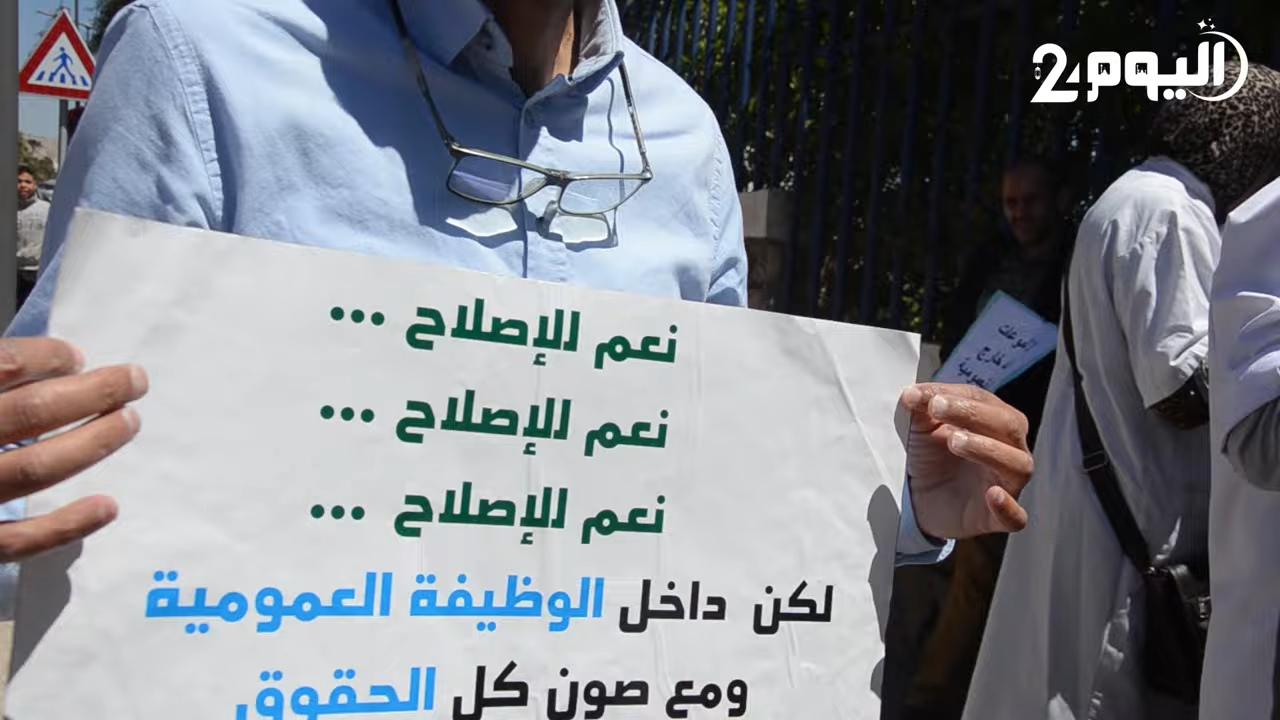 اليوم 24
نعم للإصلاح ...
نعم للإصلاح ...
نعم للإصلاح ...
لكن داخل الوظيفة العمومية
ومع صون كل الحقوق